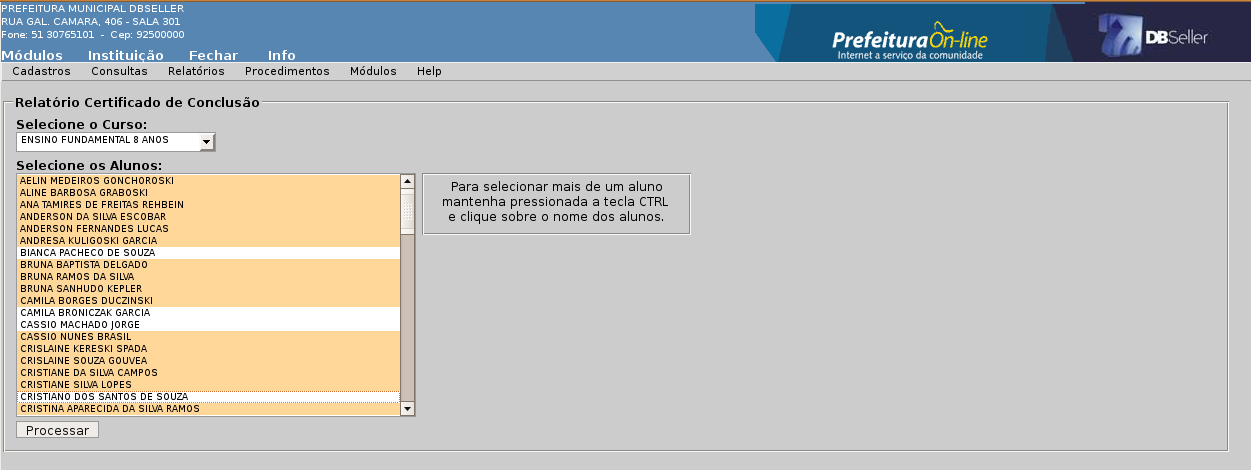 PREFEITURA MUNICIPAL DBSELLER
RUA GAL. CAMARA, 406 - SALA 301
Fone: 51 30765101 - Cep: 92500000
PrefeituraOn-line
Internet a serviço da comunidade
DBSeller
Módulos Instituição Fechar Info
Cadastros Consultas Relatórios Procedimentos Módulos Help
Relatório Certificado de Conclusão
Selecione o Curso:
ENSINO FUNDAMENTAL 8 ANOS
Selecione os Alunos:
AELIN MEDEIROS GONCHOROSKI
ALINE BARBOSA GRABOSKI
ANA TAMIRES DE FREITAS REHBEIN
ANDERSON DA SILVA ESCOBAR
ANDERSON FERNANDES LUCAS
ANDRESA KULIGOSKI GARCIA
BIANCA PACHECO DE SOUZA
BRUNA BAPTISTA DELGADO
BRUNA RAMOS DA SILVA
BRUNA SANHUDO KEPLER
CAMILA BORGES DUCZINSKI
CAMILA BRONICZAK GARCIA
CASSIO MACHADO JORGE
CASSIO NUNES BRASIL
CRISLAINE KERESKI SPADA
CRISLAINE SOUZA GOUVEA
CRISTIANE DA SILVA CAMPOS
CRISTIANE SILVA LOPES
CRISTIANO DOS SANTOS DE SOUZA
CRISTINA APARECIDA DA SILVA RAMOS
Para selecionar mais de um aluno
mantenha pressionada a tecla CTRL
e clique sobre o nome dos alunos.
Processar